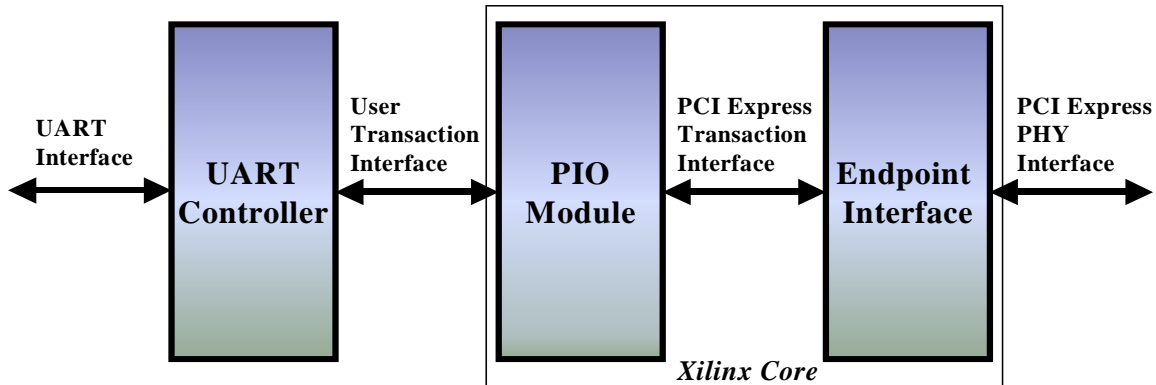 UART
Interface
UART
Controller
User
Transaction
Interface
PIO
Module
PCI Express
Transaction
Interface
Endpoint
Interface
PCI Express
PHY
Interface
Xilinx Core